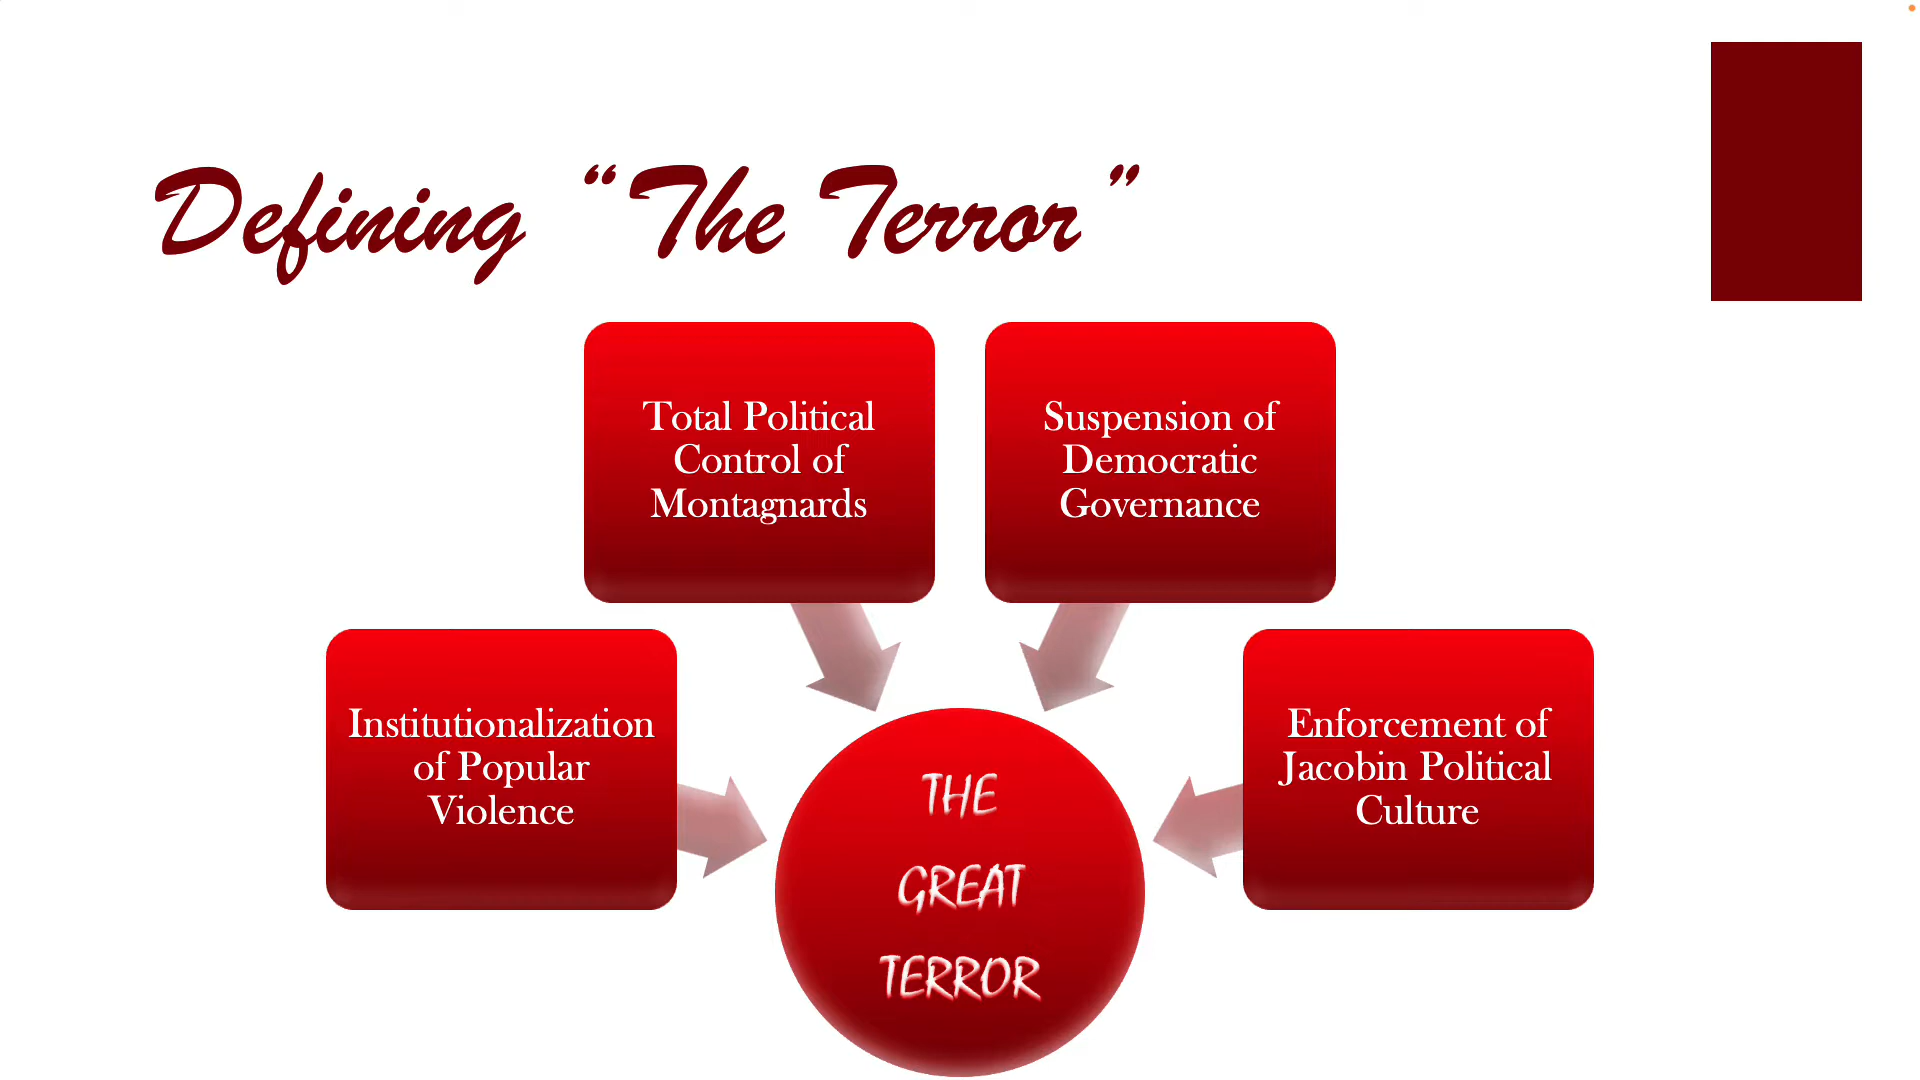 Defining “The Terror”
Total Political
Control of
Montagnards
Suspension of
Democratic
Governance
Institutionalization
of Popular
Violence
Enforcement of
Jacobin Political
Culture
THE
GREAT
TERROR